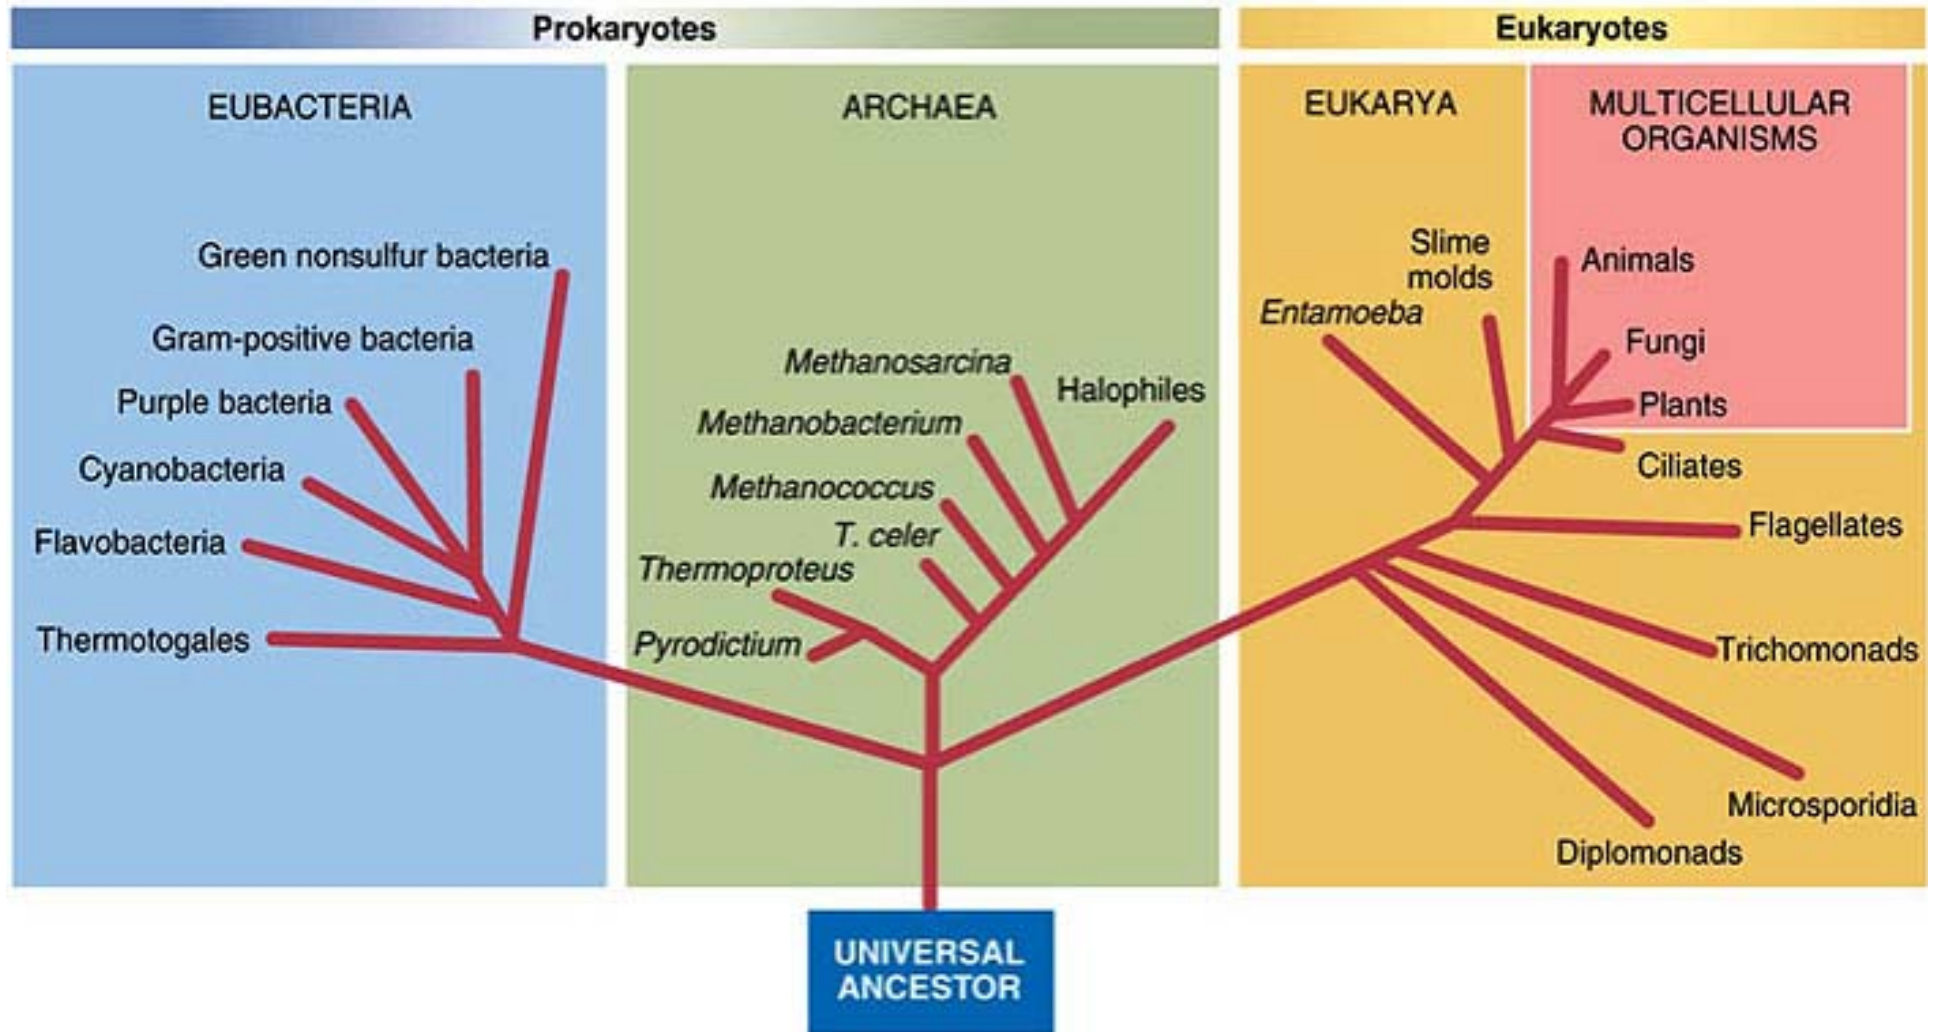 Prokaryotes
Eukaryotes
EUBACTERIA
ARCHAEA
EUKARYA
MULTICELLULAR
ORGANISMS
Green nonsulfur bacteria
Gram-positive bacteria
Purple bacteria
Cyanobacteria
Flavobacteria
Thermotogales
Methanosarcina
Halophiles
Methanobacterium
Methanococcus
T. celer
Thermoproteus
Pyrodictium
Slime
molds
Entamoeba
Animals
Fungi
Plants
Ciliates
Flagellates
Trichomonads
Microsporidia
Diplomonads
UNIVERSAL
ANCESTOR